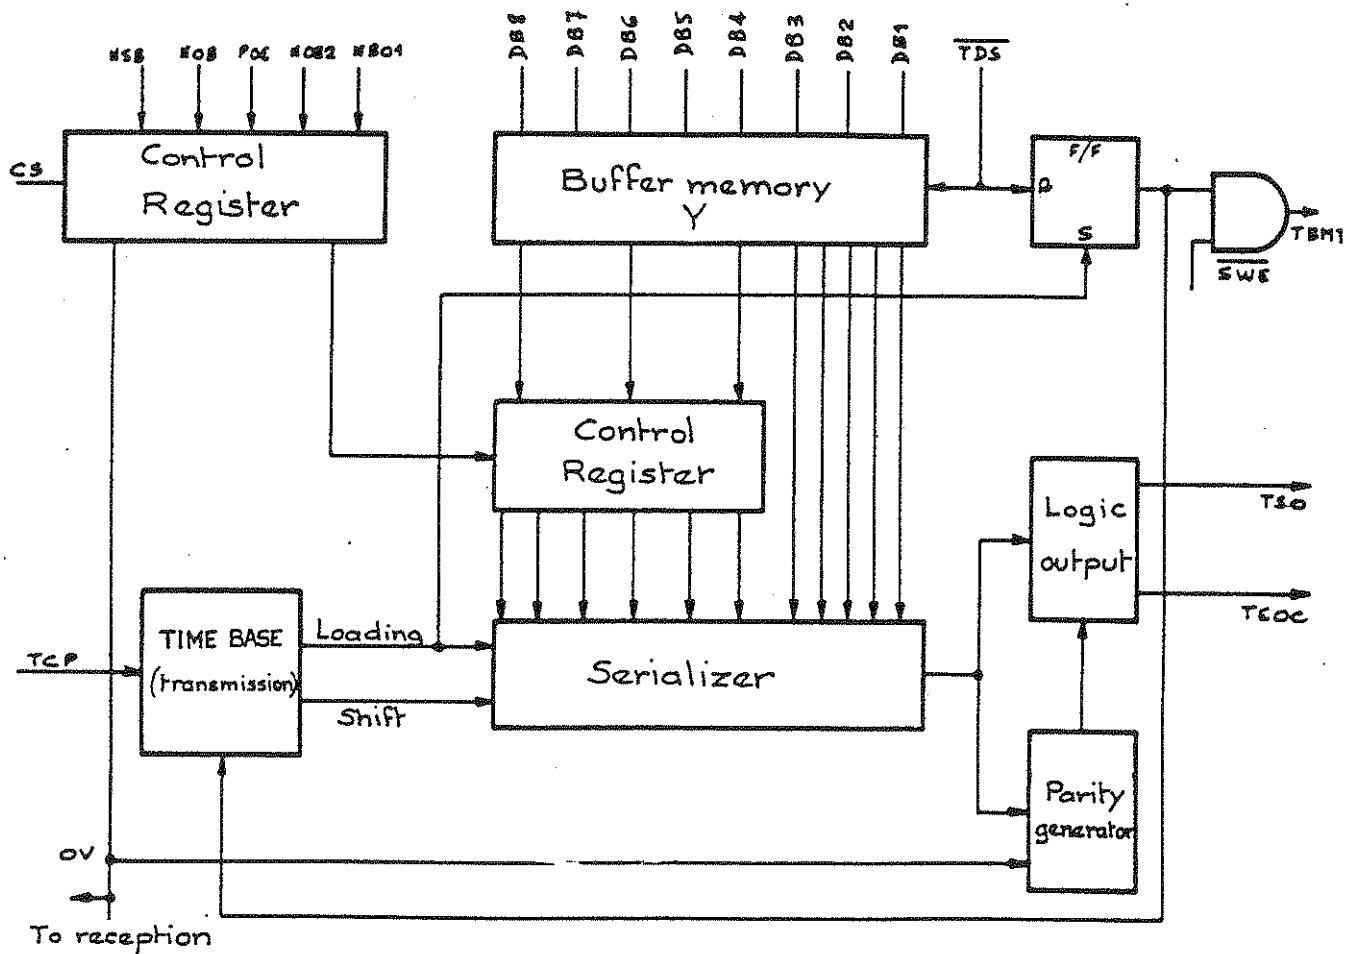 NSB NOB POE NOB2 NB01
DB8 DB7 DB6 DB5 DB4 DB3 DB2 DB1
TDS
CS
Control
Register
Buffer memory
Y
F/F
R
S
TBM1
SWE
Control
Register
Logic
output
TSO
TEOC
TCP
TIME BASE
(transmission)
Loading
Shift
Serializer
Parity
generator
OV
To reception